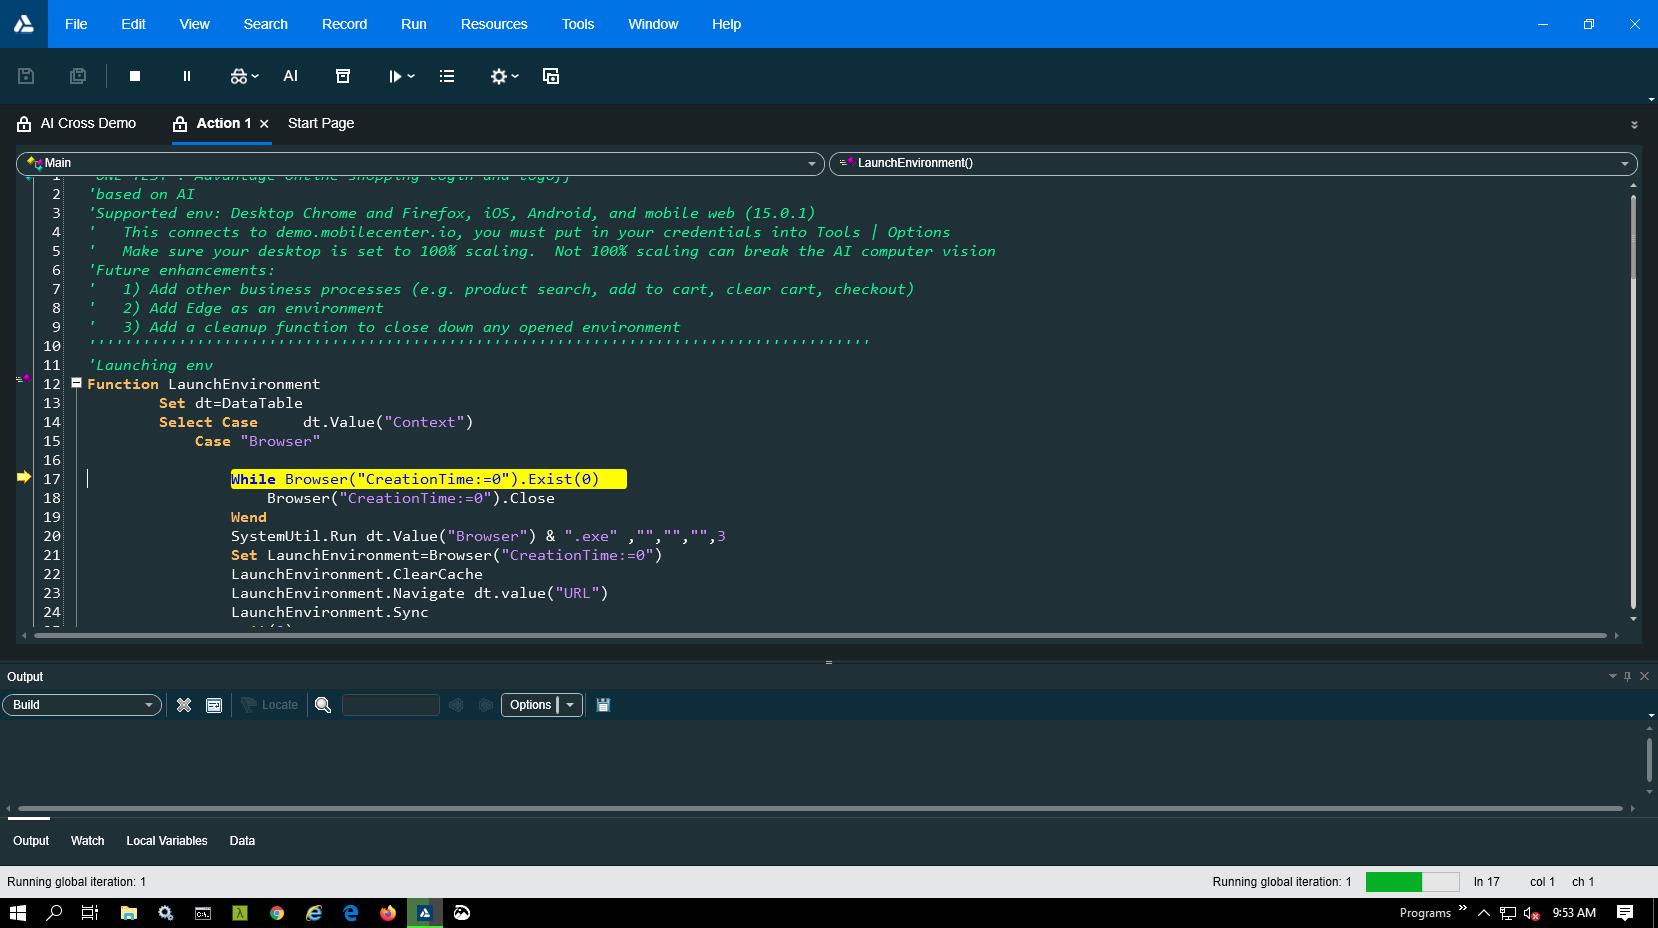 File Edit View Search Record Run Resources Tools Window Help
AI
AI Cross Demo Action 1 Start Page
Main LaunchEnvironment()
1 'ONE TEST : Advantage online shopping login and logoff
2 'based on AI
3 'Supported env: Desktop Chrome and Firefox, iOS, Android, and mobile web (15.0.1)
4 '   This connects to demo.mobilecenter.io, you must put in your credentials into Tools | Options
5 '   Make sure your desktop is set to 100% scaling.  Not 100% scaling can break the AI computer vision
6 'Future enhancements:
7 '   1) Add other business processes (e.g. product search, add to cart, clear cart, checkout)
8 '   2) Add Edge as an environment
9 '   3) Add a cleanup function to close down any opened environment
10 '''''''''''''''''''''''''''''''''''''''''''''''''''''''''''''''''''''''''''''''''''''''
11 'Launching env
12 Function LaunchEnvironment
13 Set dt=DataTable
14 Select Case     dt.Value("Context")
15 Case "Browser"
16
17 While Browser("CreationTime:=0").Exist(0)
18 Browser("CreationTime:=0").Close
19 Wend
20 SystemUtil.Run dt.Value("Browser") & ".exe" ,"","","",3
21 Set LaunchEnvironment=Browser("CreationTime:=0")
22 LaunchEnvironment.ClearCache
23 LaunchEnvironment.Navigate dt.value("URL")
24 LaunchEnvironment.Sync
Output
Build Locate Options
Output Watch Local Variables Data
Running global iteration: 1 Running global iteration: 1 ln 17 col 1 ch 1
Programs 9:53 AM